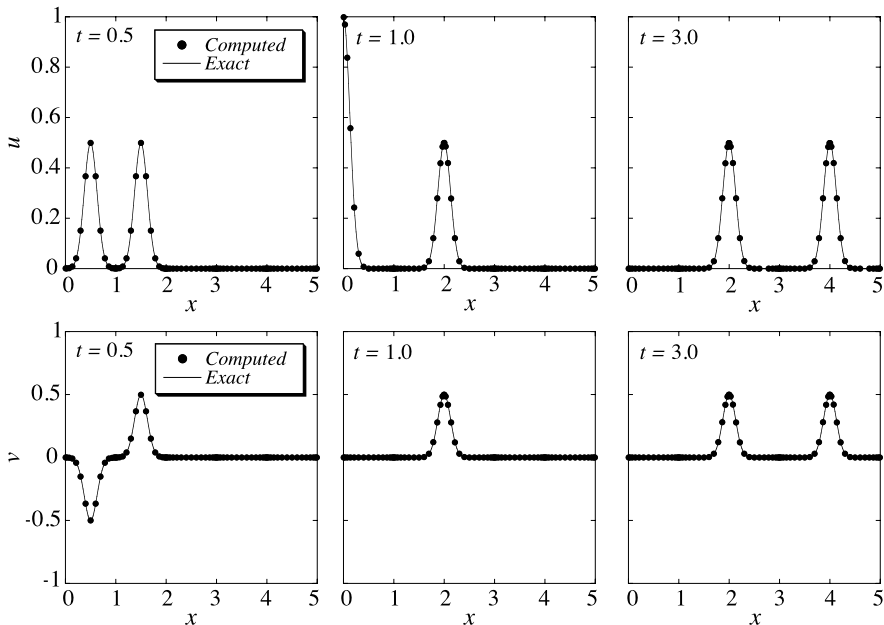 1
0.8
0.6
0.4
0.2
0
u
t = 0.5
Computed
Exact
0 1 2 3 4 5
x
t = 1.0
0 1 2 3 4 5
x
t = 3.0
0 1 2 3 4 5
x
1
0.5
0
-0.5
-1
v
t = 0.5
Computed
Exact
0 1 2 3 4 5
x
t = 1.0
0 1 2 3 4 5
x
t = 3.0
0 1 2 3 4 5
x